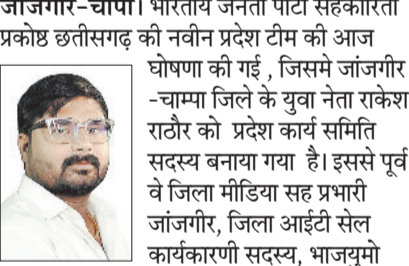 जांजगीर-चांपा। भारतीय जनता पार्टी सहकारिता
प्रकोष्ठ छतीसगढ़ की नवीन प्रदेश टीम की आज
घोषणा की गई , जिसमे जांजगीर
-चाम्पा जिले के युवा नेता राकेश
राठौर को प्रदेश कार्य समिति
सदस्य बनाया गया है। इससे पूर्व
वे जिला मीडिया सह प्रभारी
जांजगीर, जिला आईटी सेल
कार्यकारणी सदस्य, भाजयुमो